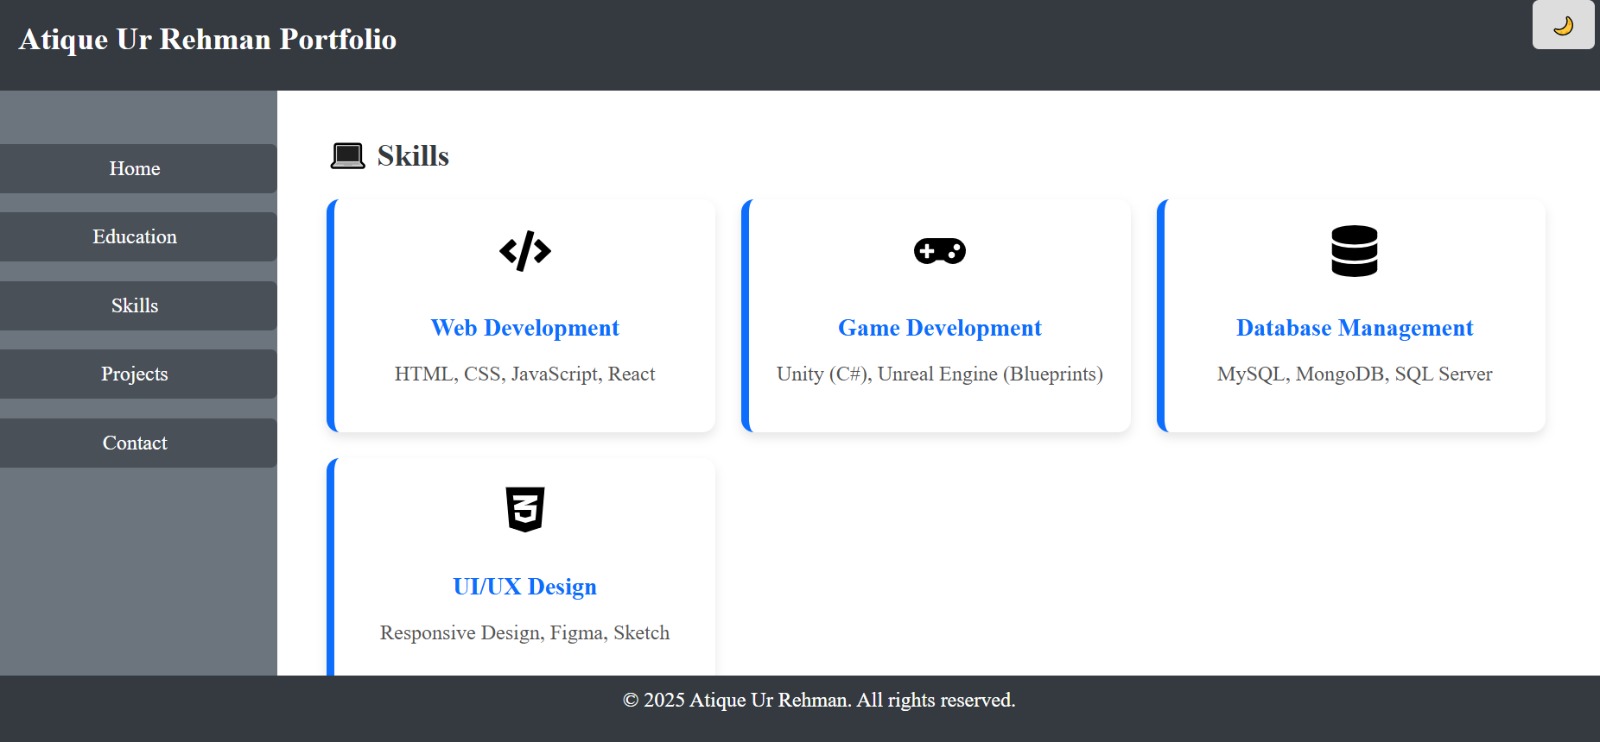 Atique Ur Rehman Portfolio
Home
Education
Skills
Projects
Contact
Skills
Web Development
HTML, CSS, JavaScript, React
Game Development
Unity (C#), Unreal Engine (Blueprints)
Database Management
MySQL, MongoDB, SQL Server
UI/UX Design
Responsive Design, Figma, Sketch
© 2025 Atique Ur Rehman. All rights reserved.